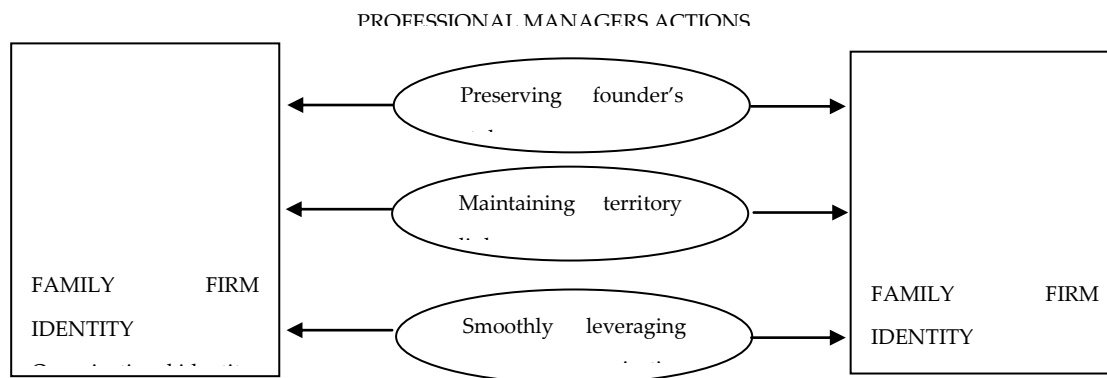 PROFESSIONAL MANAGERS ACTIONS
Preserving founder's
Maintaining territory
FAMILY FIRM
IDENTITY
Smoothly leveraging
FAMILY FIRM
IDENTITY